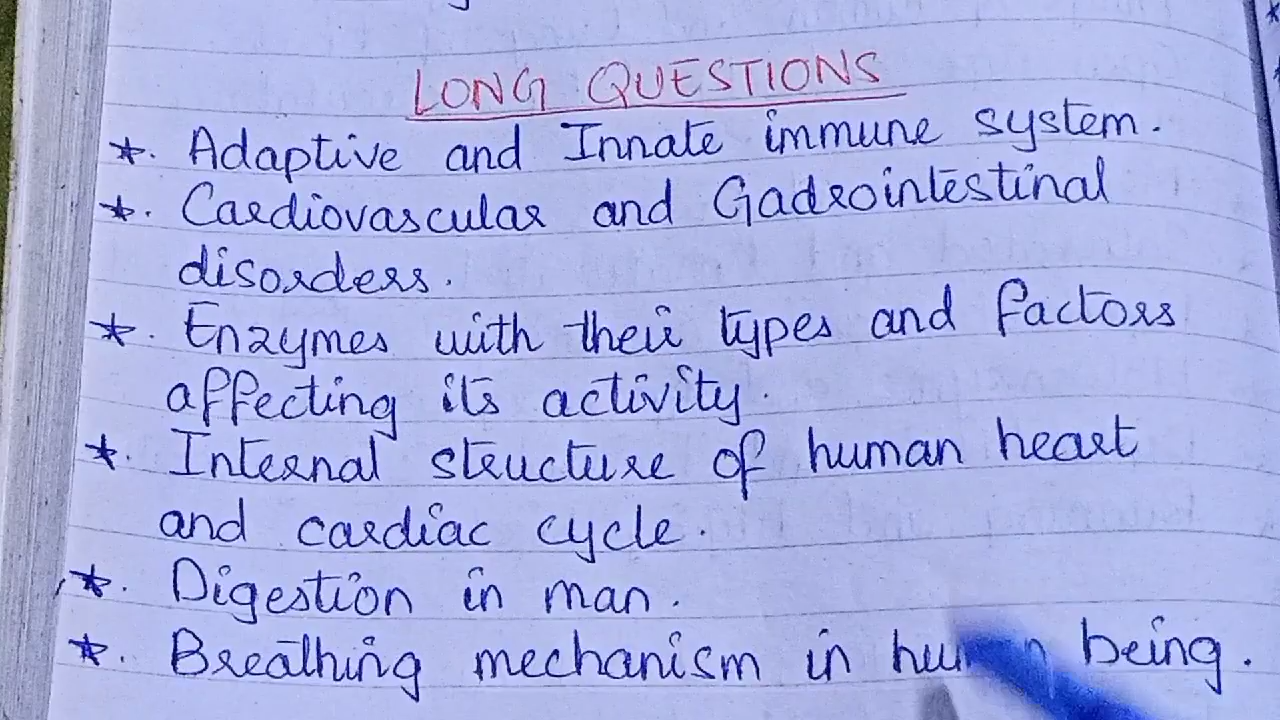 LONG QUESTIONS
*. Adaptive and Innate immune system.
*. Cardiovascular and Gadrointestinal
disorders.
*. Enzymes with their types and factors
affecting its activity.
*. Internal structure of human heart
and cardiac cycle.
*. Digestion in man.
*. Breathing mechanism in human being.